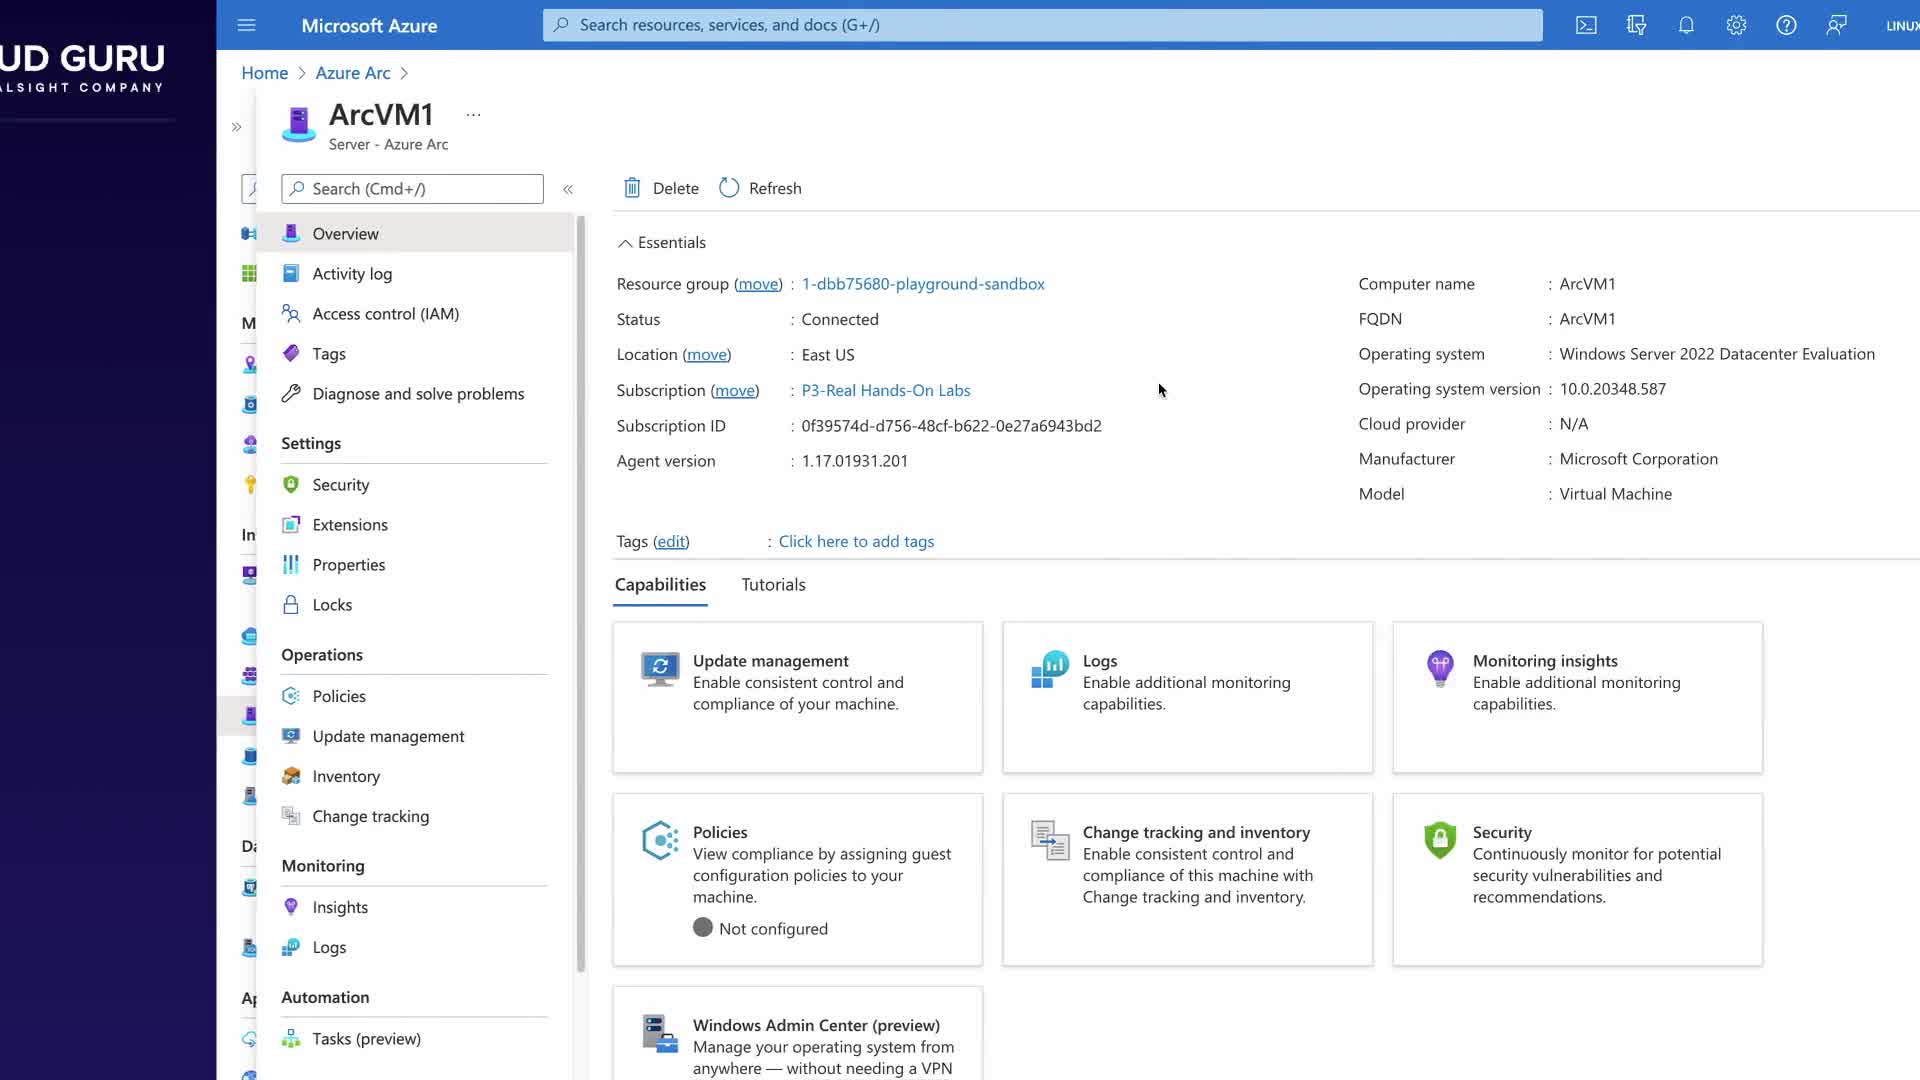 UD GURU
ALSIGHT COMPANY
Microsoft Azure
Search resources, services, and docs (G+/)
LINUX
Home > Azure Arc >
ArcVM1 ...
Server - Azure Arc
Search (Cmd+/)
Overview
Activity log
Access control (IAM)
Tags
Diagnose and solve problems
Settings
Security
Extensions
Properties
Locks
Operations
Policies
Update management
Inventory
Change tracking
Monitoring
Insights
Logs
Automation
Tasks (preview)
M
In
Da
Ap
Delete
Refresh
Essentials
Resource group (move) : 1-dbb75680-playground-sandbox
Status : Connected
Location (move) : East US
Subscription (move) : P3-Real Hands-On Labs
Subscription ID : 0f39574d-d756-48cf-b622-0e27a6943bd2
Agent version : 1.17.01931.201
Computer name : ArcVM1
FQDN : ArcVM1
Operating system : Windows Server 2022 Datacenter Evaluation
Operating system version : 10.0.20348.587
Cloud provider : N/A
Manufacturer : Microsoft Corporation
Model : Virtual Machine
Tags (edit) : Click here to add tags
Capabilities
Tutorials
Update management
Enable consistent control and
compliance of your machine.
Logs
Enable additional monitoring
capabilities.
Monitoring insights
Enable additional monitoring
capabilities.
Policies
View compliance by assigning guest
configuration policies to your
machine.
Not configured
Change tracking and inventory
Enable consistent control and
compliance of this machine with
Change tracking and inventory.
Security
Continuously monitor for potential
security vulnerabilities and
recommendations.
Windows Admin Center (preview)
Manage your operating system from
anywhere — without needing a VPN